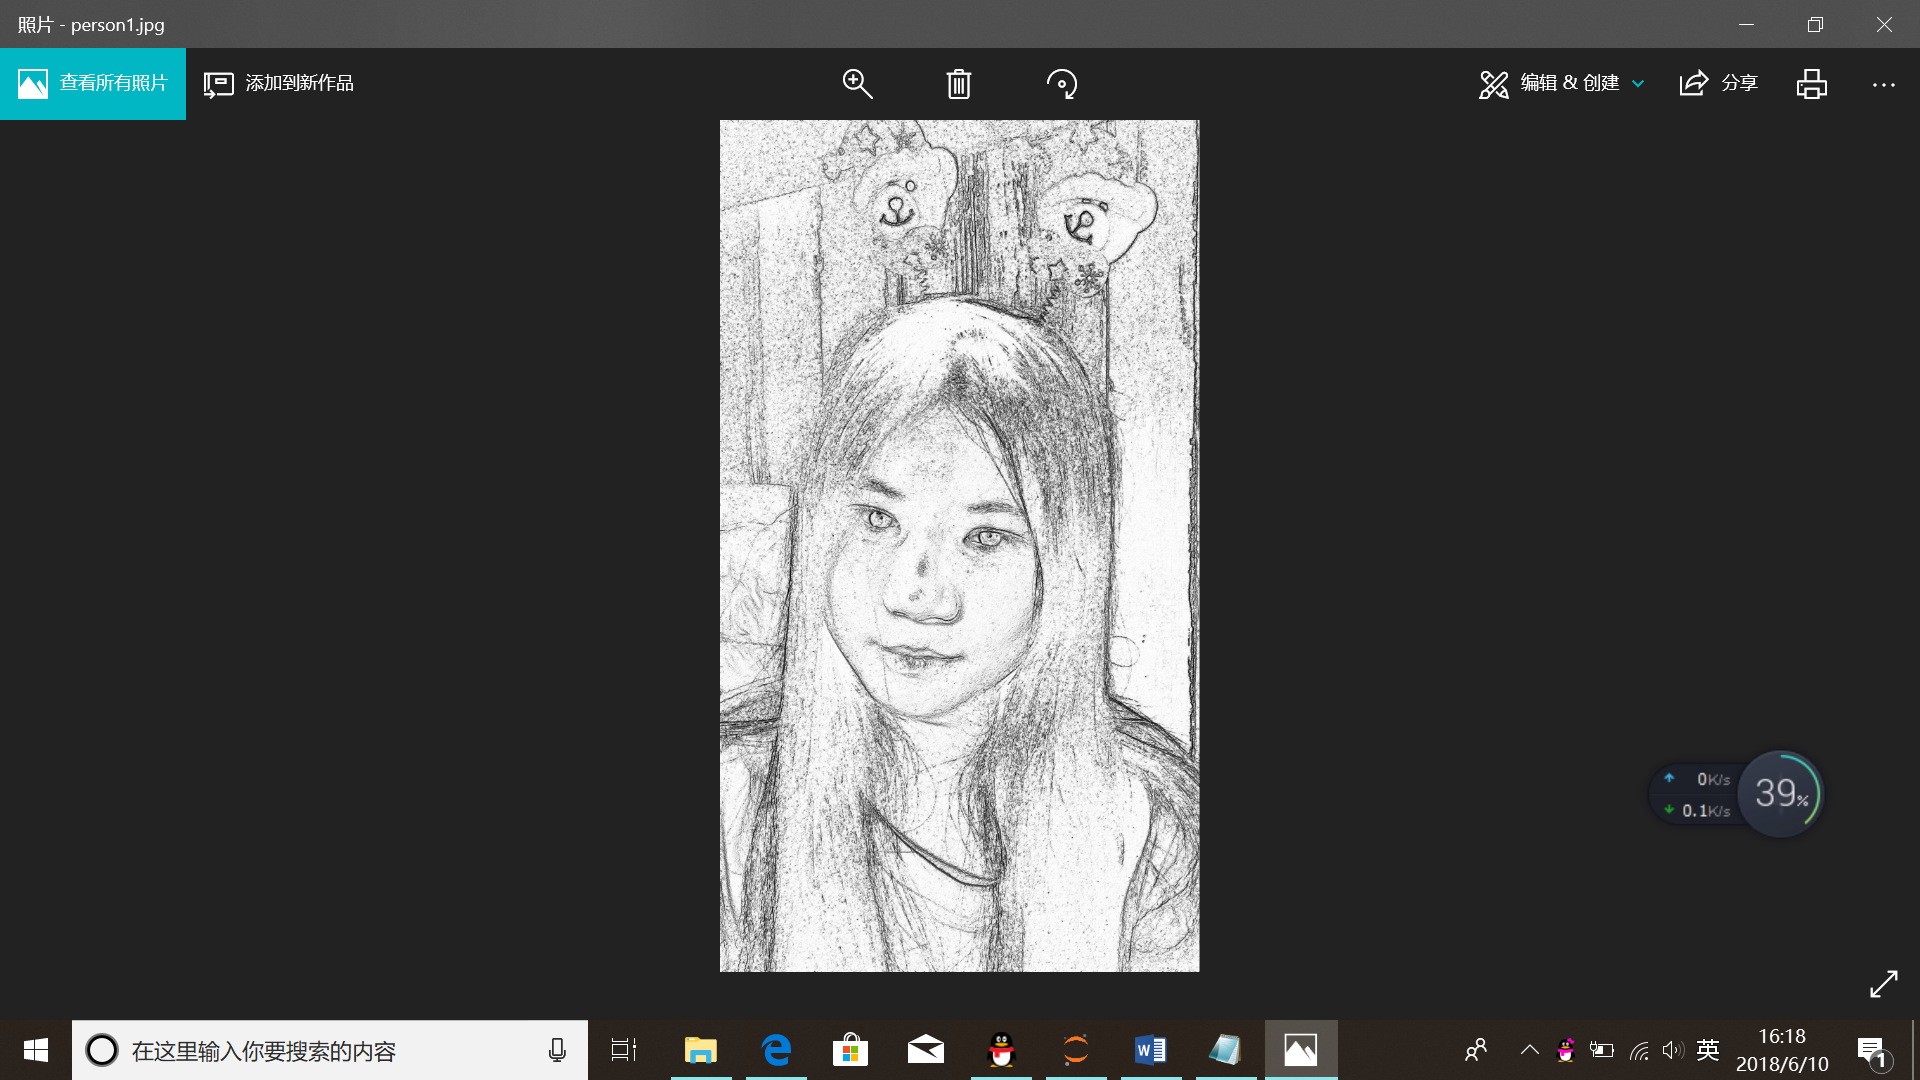 照片 - person1.jpg
查看所有照片
添加到新作品
编辑 & 创建
分享
0K/s
0.1K/s
39%
在这里输入你要搜索的内容
英
16:18
2018/6/10
1